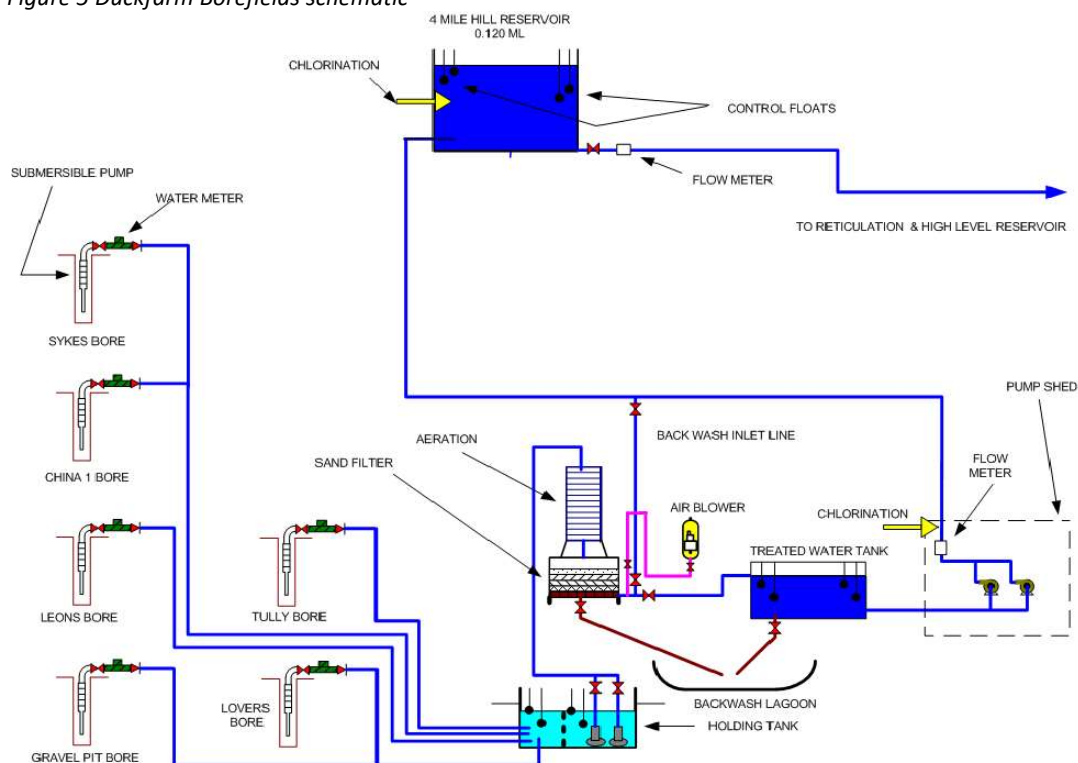 Figure 5 Duckfarm Borefields schematic
4 MILE HILL RESERVOIR
0.120 ML
CHLORINATION
CONTROL FLOATS
SUBMERSIBLE PUMP
WATER METER
FLOW METER
TO RETICULATION & HIGH LEVEL RESERVOIR
SYKES BORE
PUMP SHED
BACK WASH INLET LINE
AERATION
SAND FILTIER
FLOW
METER
CHINA 1 BORE
AIR BLOWER
CHLORINATION
TREATED WATER TANK
LEONS BORE
TULLY BORE
LOVERS
BORE
BACKWASH LAGOON
HOLDING TANK
GRAVEL PIT BORE